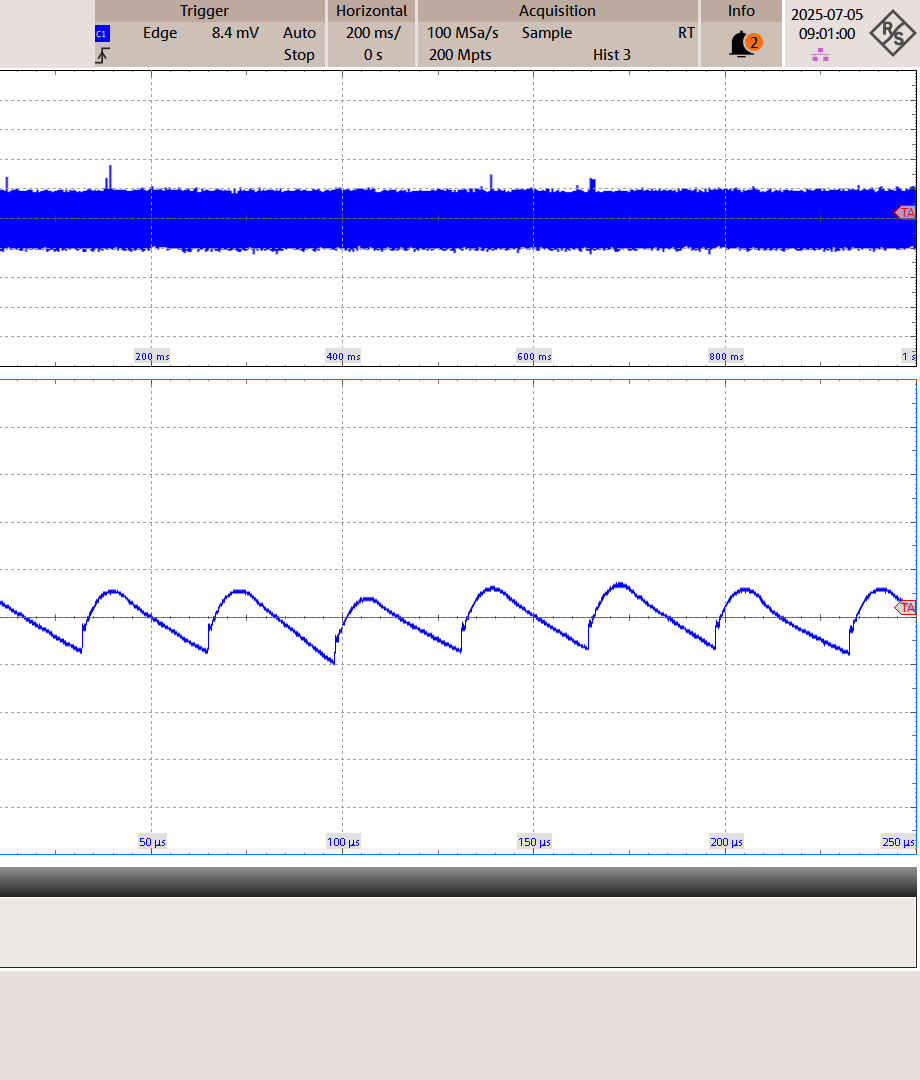 Trigger
C1 Edge 8.4 mV Auto
Stop
Horizontal
200 ms/
0 s
Acquisition
100 MSa/s Sample RT
200 Mpts Hist 3
Info
2
2025-07-05
09:01:00
R
S
TA
200 ms 400 ms 600 ms 800 ms 1 s
TA
50 µs 100 µs 150 µs 200 µs 250 µs